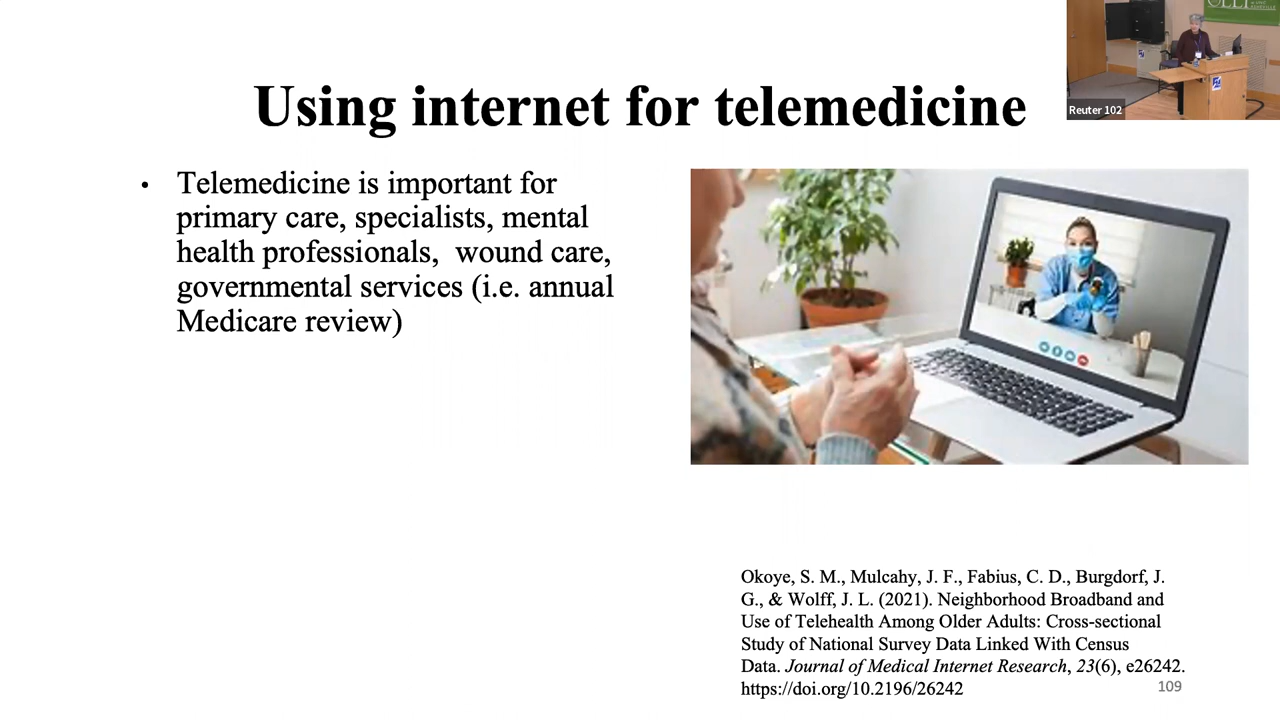 Using internet for telemedicine
Reuter 102
• Telemedicine is important for
primary care, specialists, mental
health professionals,  wound care,
governmental services (i.e. annual
Medicare review)
Okoye, S. M., Mulcahy, J. F., Fabius, C. D., Burgdorf, J.
G., & Wolff, J. L. (2021). Neighborhood Broadband and
Use of Telehealth Among Older Adults: Cross-sectional
Study of National Survey Data Linked With Census
Data. Journal of Medical Internet Research, 23(6), e26242.
https://doi.org/10.2196/26242
109